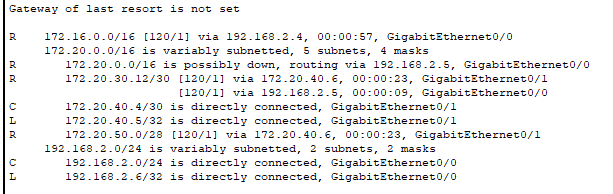 Gateway of last resort is not set
R 172.16.0.0/16 [120/1] via 192.168.2.4, 00:00:57, GigabitEthernet0/0
172.20.0.0/16 is variably subnetted, 5 subnets, 4 masks
R 172.20.0.0/16 is possibly down, routing via 192.168.2.5, GigabitEthernet0/0
R 172.20.30.12/30 [120/1] via 172.20.40.6, 00:00:23, GigabitEthernet0/1
[120/1] via 192.168.2.5, 00:00:09, GigabitEthernet0/0
C 172.20.40.4/30 is directly connected, GigabitEthernet0/1
L 172.20.40.5/32 is directly connected, GigabitEthernet0/1
R 172.20.50.0/28 [120/1] via 172.20.40.6, 00:00:23, GigabitEthernet0/1
192.168.2.0/24 is variably subnetted, 2 subnets, 2 masks
C 192.168.2.0/24 is directly connected, GigabitEthernet0/0
L 192.168.2.6/32 is directly connected, GigabitEthernet0/0